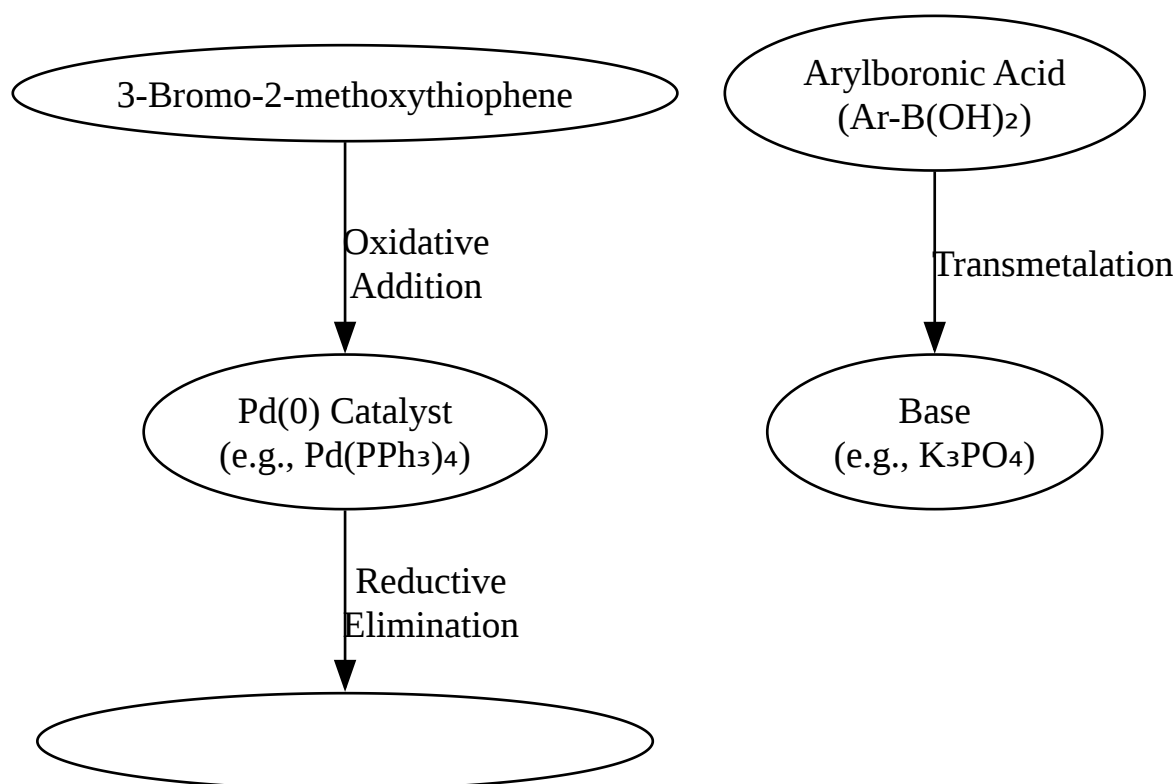 3-Bromo-2-methoxythiophene
Arylboronic Acid
(Ar-B(OH)₂)
Oxidative
Addition
Transmetalation
Pd(0) Catalyst
(e.g., Pd(PPh₃)₄)
Base
(e.g., K₃PO₄)
Reductive
Elimination